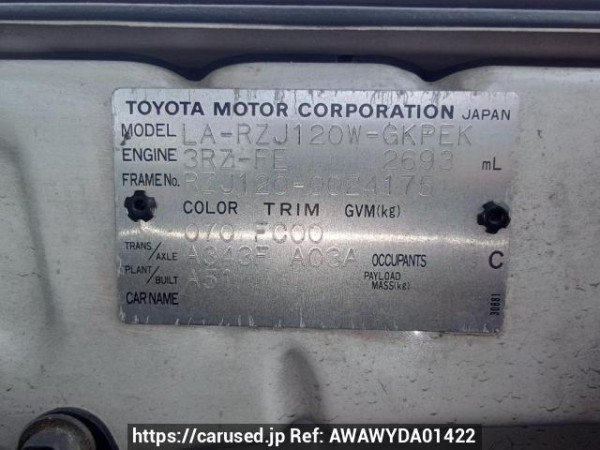 TOYOTA MOTOR CORPORATION JAPAN
MODEL LA-RZJ120W-GKPEK
ENGINE 3RZ-FE 2693 mL
FRAME No. RZJ120-0024175
COLOR TRIM GVM(kg)
070 FC00
TRANS/AXLE A343F A03A OCCUPANTS C
PLANT/BUILT A51 PAYLOAD MASS(kg)
CAR NAME
30881
https://carused.jp Ref: AWAWYDA01422